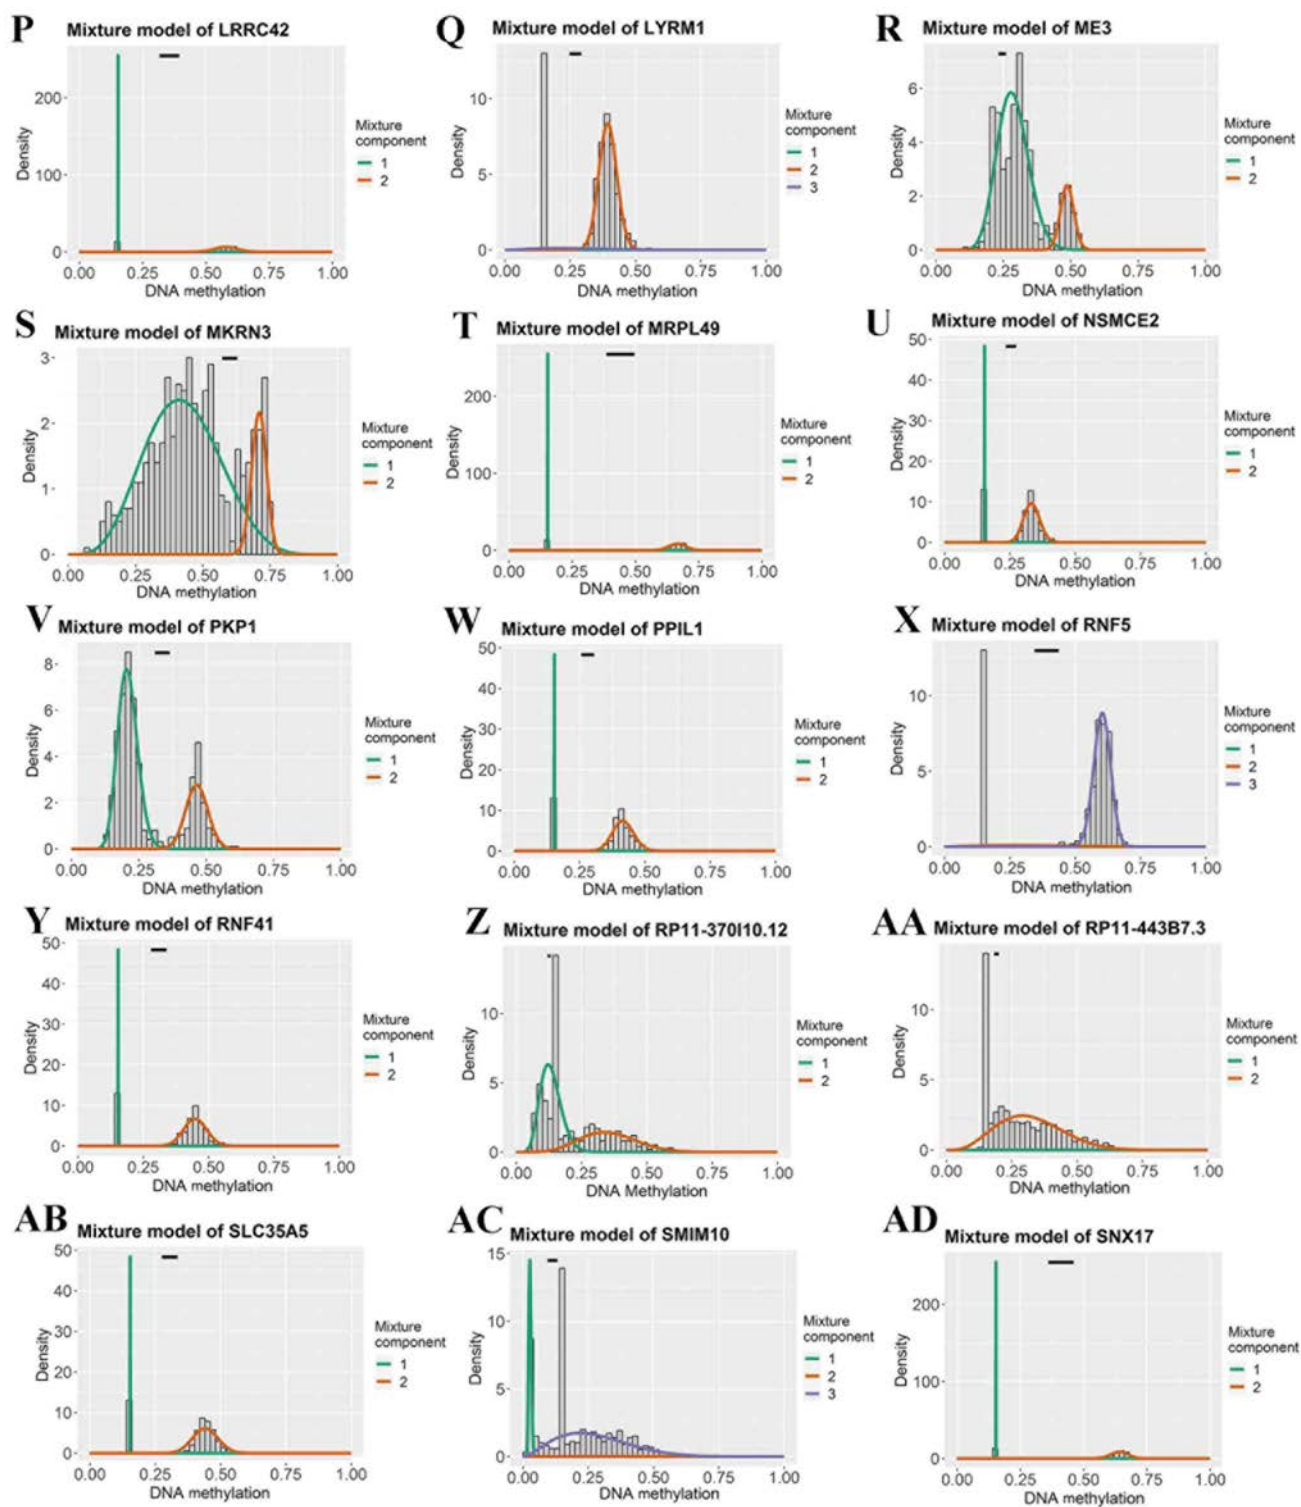 P Mixture model of LRRC42
200
100
0
Density
0.00 0.25 0.50 0.75 1.00
DNA methylation
Mixture component
1
2
Q Mixture model of LYRM1
10
5
0
Density
0.00 0.25 0.50 0.75 1.00
DNA methylation
Mixture component
1
2
3
R Mixture model of ME3
6
4
2
0
Density
0.00 0.25 0.50 0.75 1.00
DNA methylation
Mixture component
1
2
S Mixture model of MKRN3
3
2
1
0
Density
0.00 0.25 0.50 0.75 1.00
DNA methylation
Mixture component
1
2
T Mixture model of MRPL49
200
100
0
Density
0.00 0.25 0.50 0.75 1.00
DNA methylation
Mixture component
1
2
U Mixture model of NSMCE2
50
40
30
20
10
0
Density
0.00 0.25 0.50 0.75 1.00
DNA methylation
Mixture component
1
2
V Mixture model of PKP1
8
6
4
2
0
Density
0.00 0.25 0.50 0.75 1.00
DNA methylation
Mixture component
1
2
W Mixture model of PPIL1
50
40
30
20
10
0
Density
0.00 0.25 0.50 0.75 1.00
DNA methylation
Mixture component
1
2
X Mixture model of RNF5
10
5
0
Density
0.00 0.25 0.50 0.75 1.00
DNA methylation
Mixture component
1
2
3
Y Mixture model of RNF41
50
40
30
20
10
0
Density
0.00 0.25 0.50 0.75 1.00
DNA methylation
Mixture component
1
2
Z Mixture model of RP11-370I10.12
10
5
0
Density
0.00 0.25 0.50 0.75 1.00
DNA Methylation
Mixture component
1
2
AA Mixture model of RP11-443B7.3
10
5
0
Density
0.00 0.25 0.50 0.75 1.00
DNA methylation
Mixture component
1
2
AB Mixture model of SLC35A5
50
40
30
20
10
0
Density
0.00 0.25 0.50 0.75 1.00
DNA methylation
Mixture component
1
2
AC Mixture model of SMIM10
15
10
5
0
Density
0.00 0.25 0.50 0.75 1.00
DNA methylation
Mixture component
1
2
3
AD Mixture model of SNX17
200
100
0
Density
0.00 0.25 0.50 0.75 1.00
DNA methylation
Mixture component
1
2